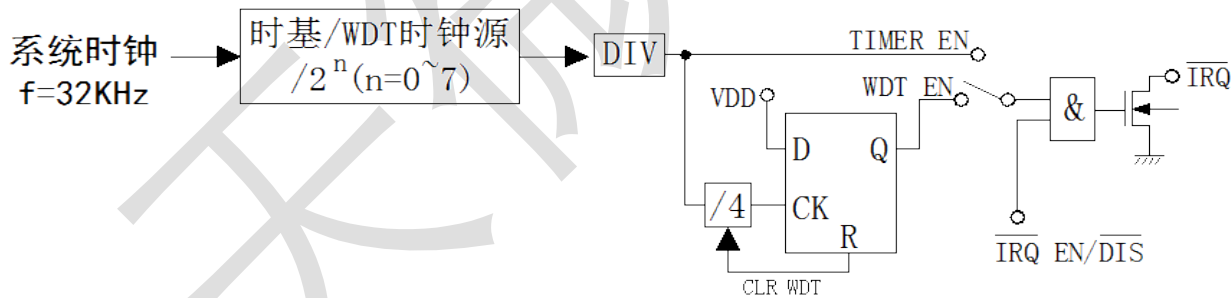 系统时钟
f=32KHz
时基/WDT时钟源
/2^n(n=0~7)
DIV
TIMER EN
WDT EN
IRQ
VDD
D
Q
&
/4
CK
R
IRQ EN/DIS
CLR WDT